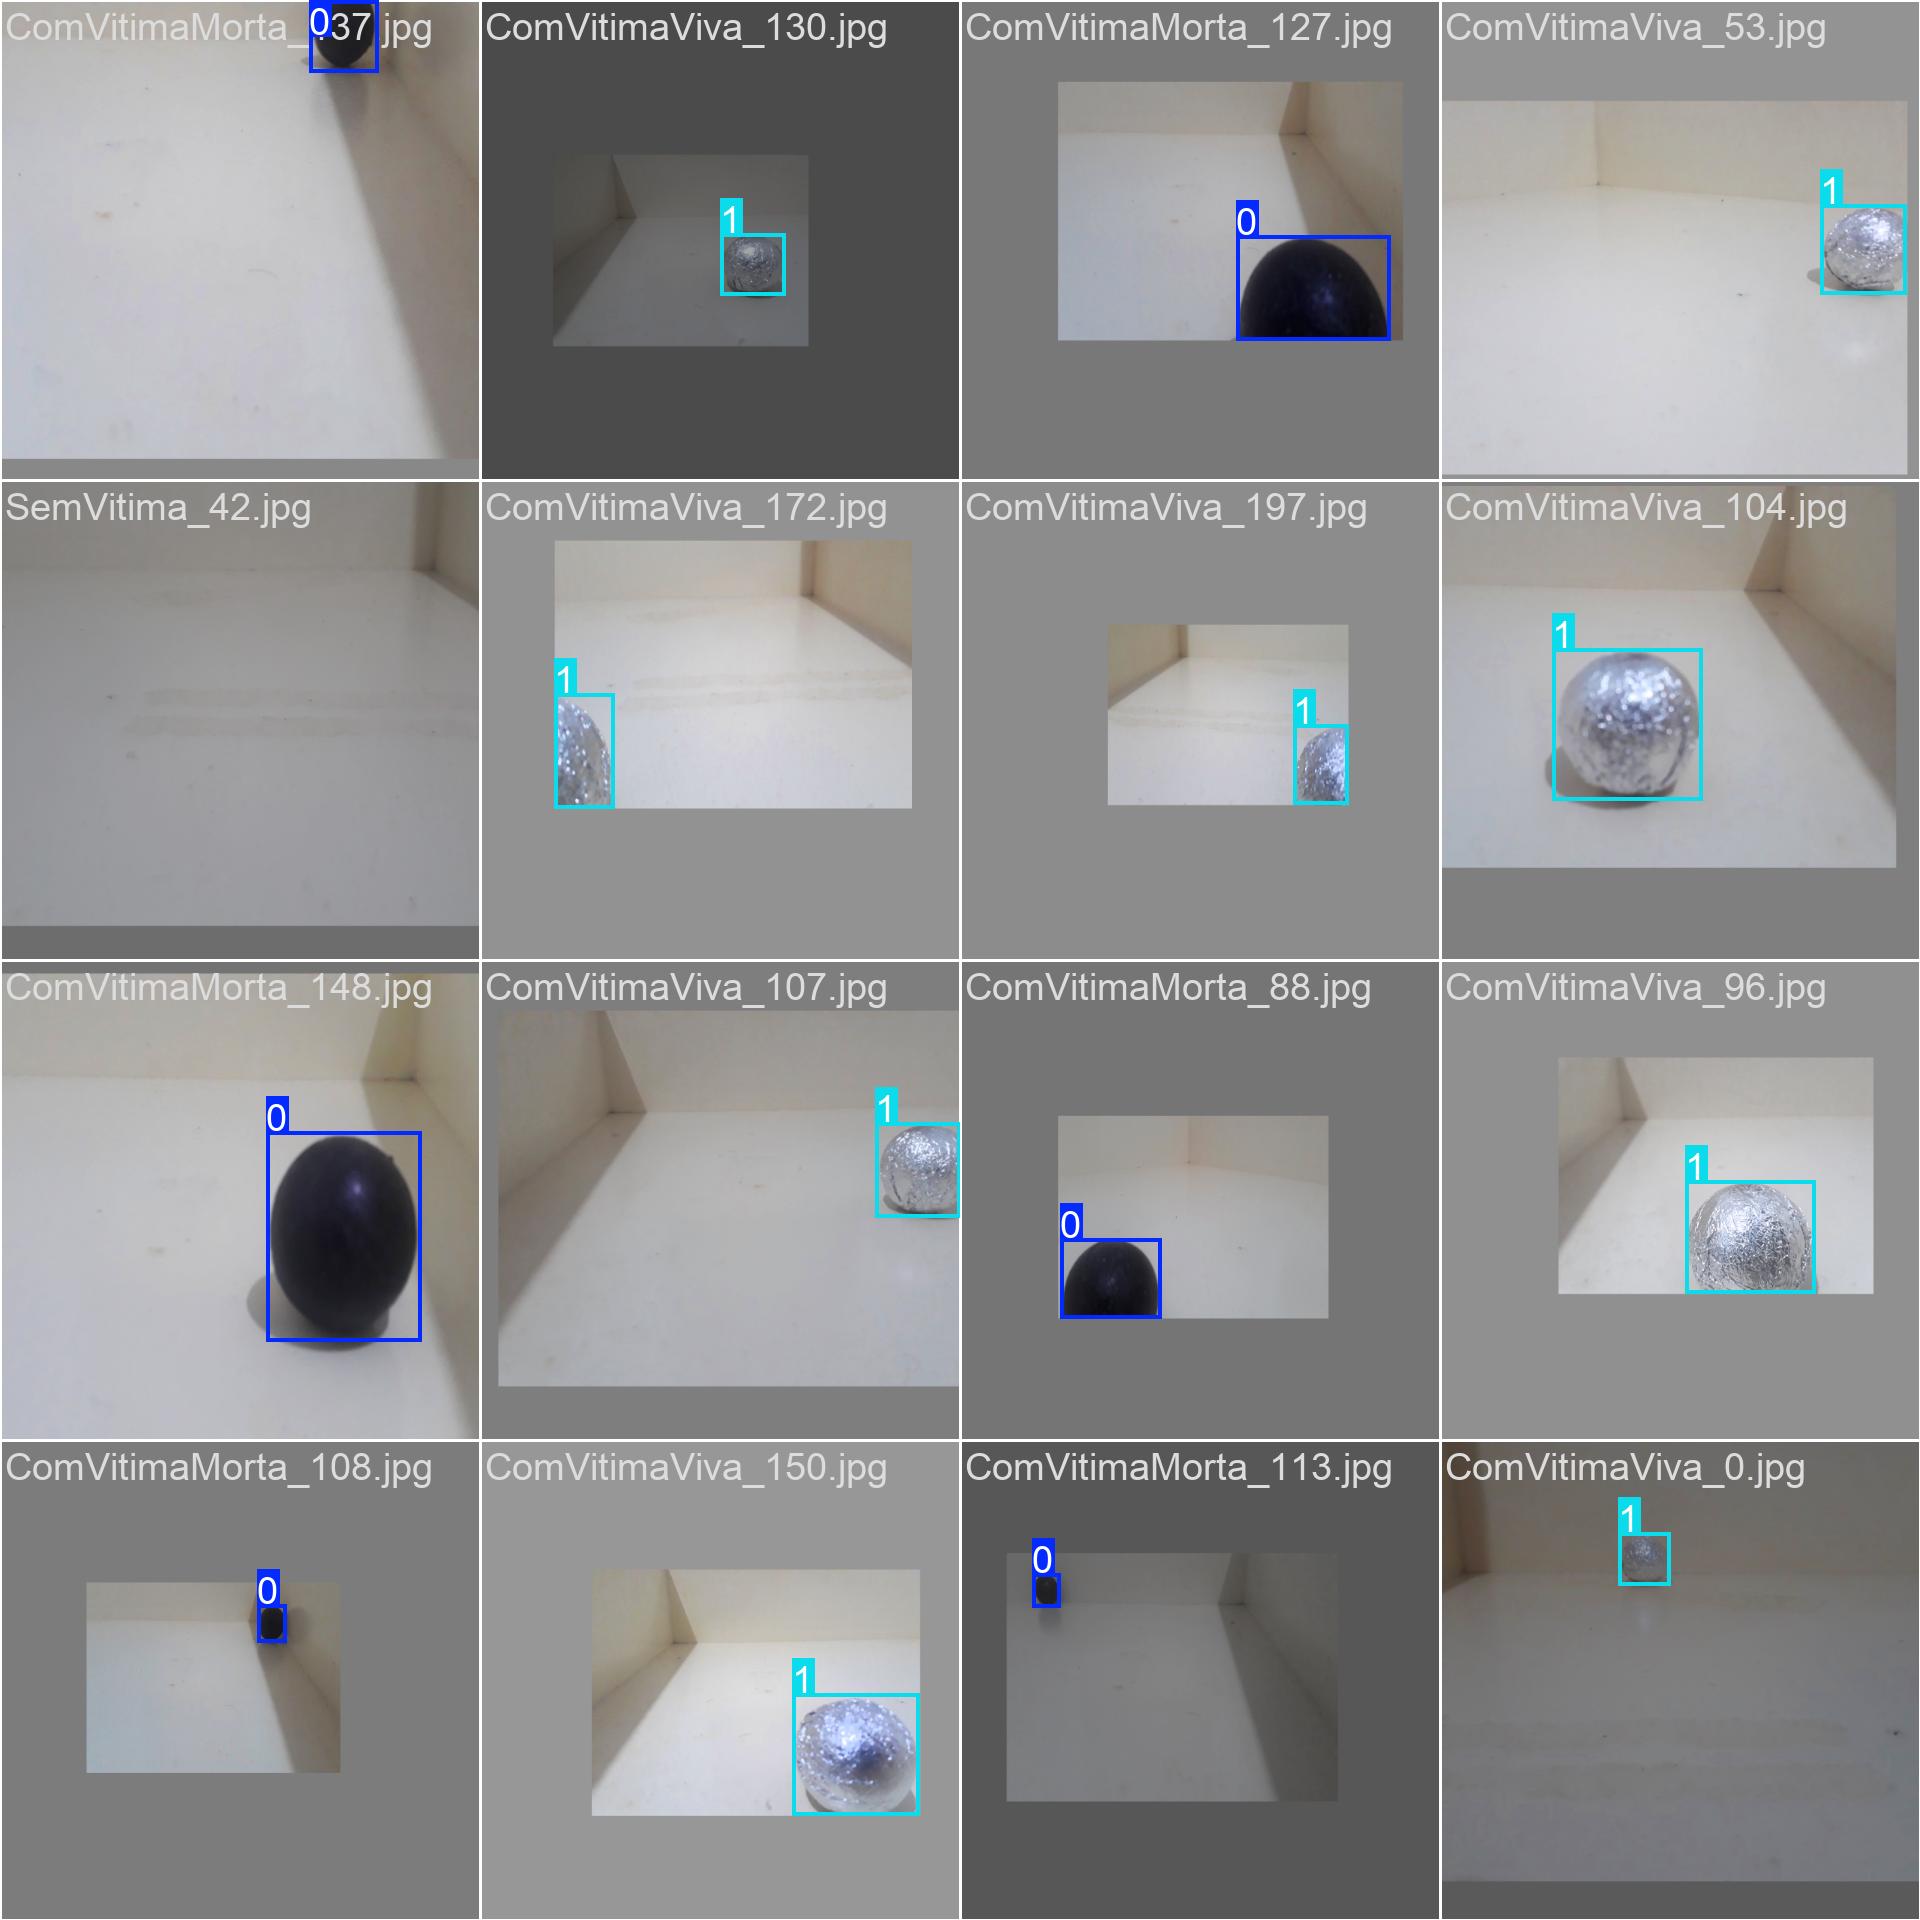 ComVitimaMorta_137.jpg
0
ComVitimaViva_130.jpg
1
ComVitimaMorta_127.jpg
0
ComVitimaViva_53.jpg
1
SemVitima_42.jpg
ComVitimaViva_172.jpg
1
ComVitimaViva_197.jpg
1
ComVitimaViva_104.jpg
1
ComVitimaMorta_148.jpg
0
ComVitimaViva_107.jpg
1
ComVitimaMorta_88.jpg
0
ComVitimaViva_96.jpg
1
ComVitimaMorta_108.jpg
0
ComVitimaViva_150.jpg
1
ComVitimaMorta_113.jpg
0
ComVitimaViva_0.jpg
1